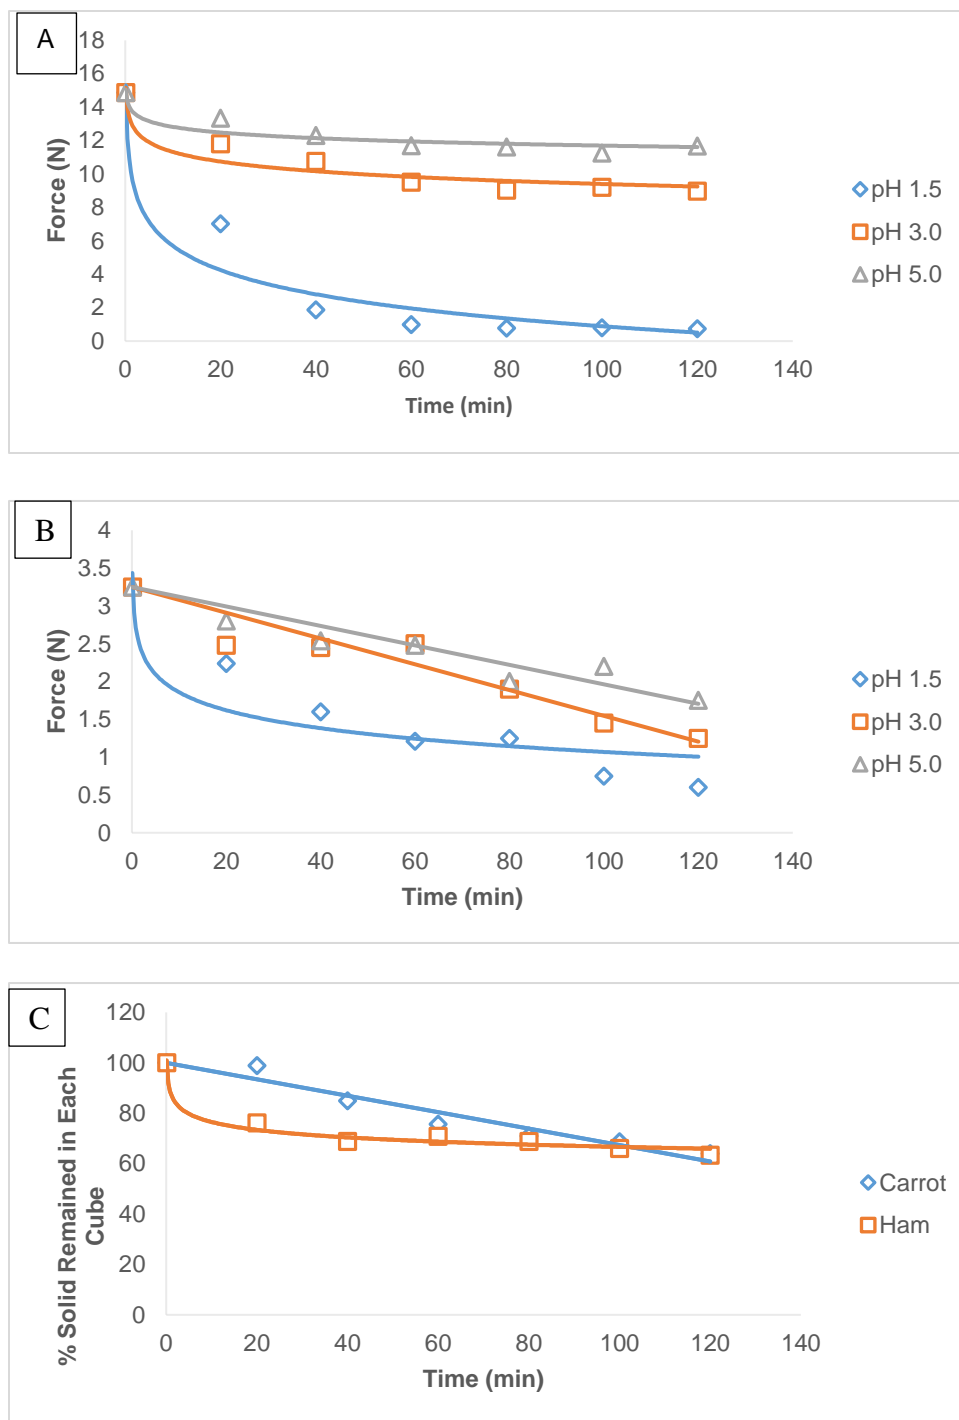 A
18
16
14
12
10
8
6
4
2
0
Force (N)
0 20 40 60 80 100 120 140
Time (min)
pH 1.5
pH 3.0
pH 5.0
B
4
3.5
3
2.5
2
1.5
1
0.5
0
Force (N)
0 20 40 60 80 100 120 140
Time (min)
pH 1.5
pH 3.0
pH 5.0
C
120
100
80
60
40
20
0
% Solid Remained in Each
Cube
0 20 40 60 80 100 120 140
Time (min)
Carrot
Ham